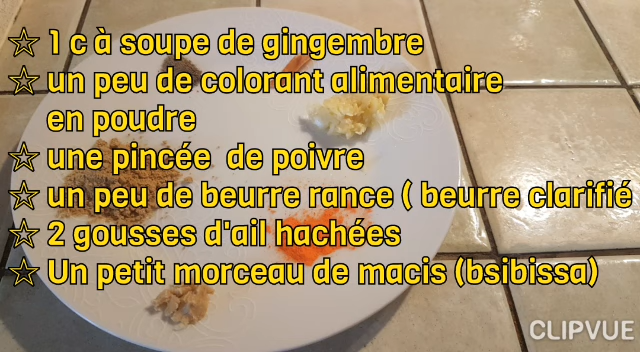 ☆ 1 c à soupe de gingembre
☆ un peu de colorant alimentaire
en poudre
☆ une pincée de poivre
☆ un peu de beurre rance ( beurre clarifié
☆ 2 gousses d'ail hachées
☆ Un petit morceau de macis (bsibissa)
CLIPVUE